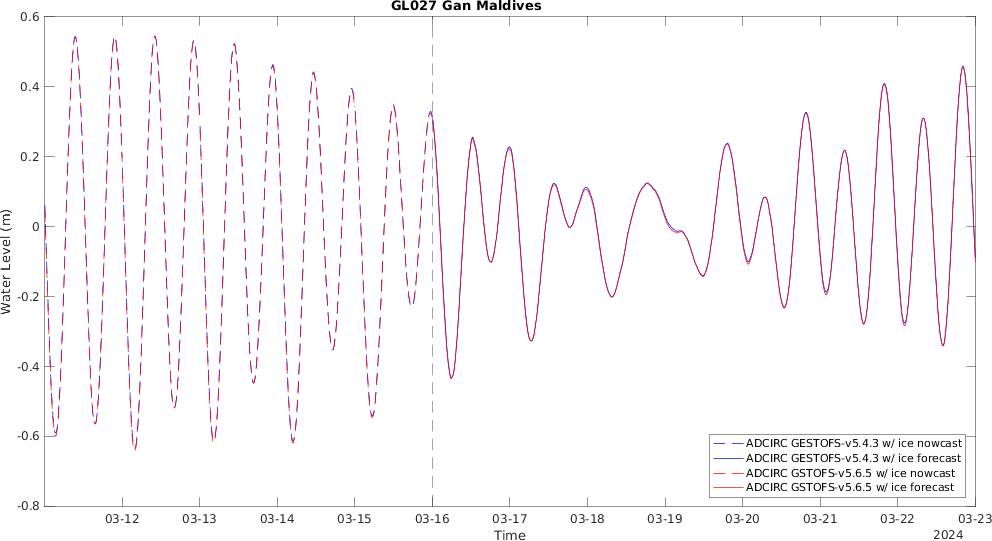 GL027 Gan Maldives
Water Level (m)
0.6
0.4
0.2
0
-0.2
-0.4
-0.6
-0.8
ADCIRC GESTOFS-v5.4.3 w/ ice nowcast
ADCIRC GESTOFS-v5.4.3 w/ ice forecast
ADCIRC GSTOFS-v5.6.5 w/ ice nowcast
ADCIRC GSTOFS-v5.6.5 w/ ice forecast
03-12 03-13 03-14 03-15 03-16 03-17 03-18 03-19 03-20 03-21 03-22 03-23
Time
2024